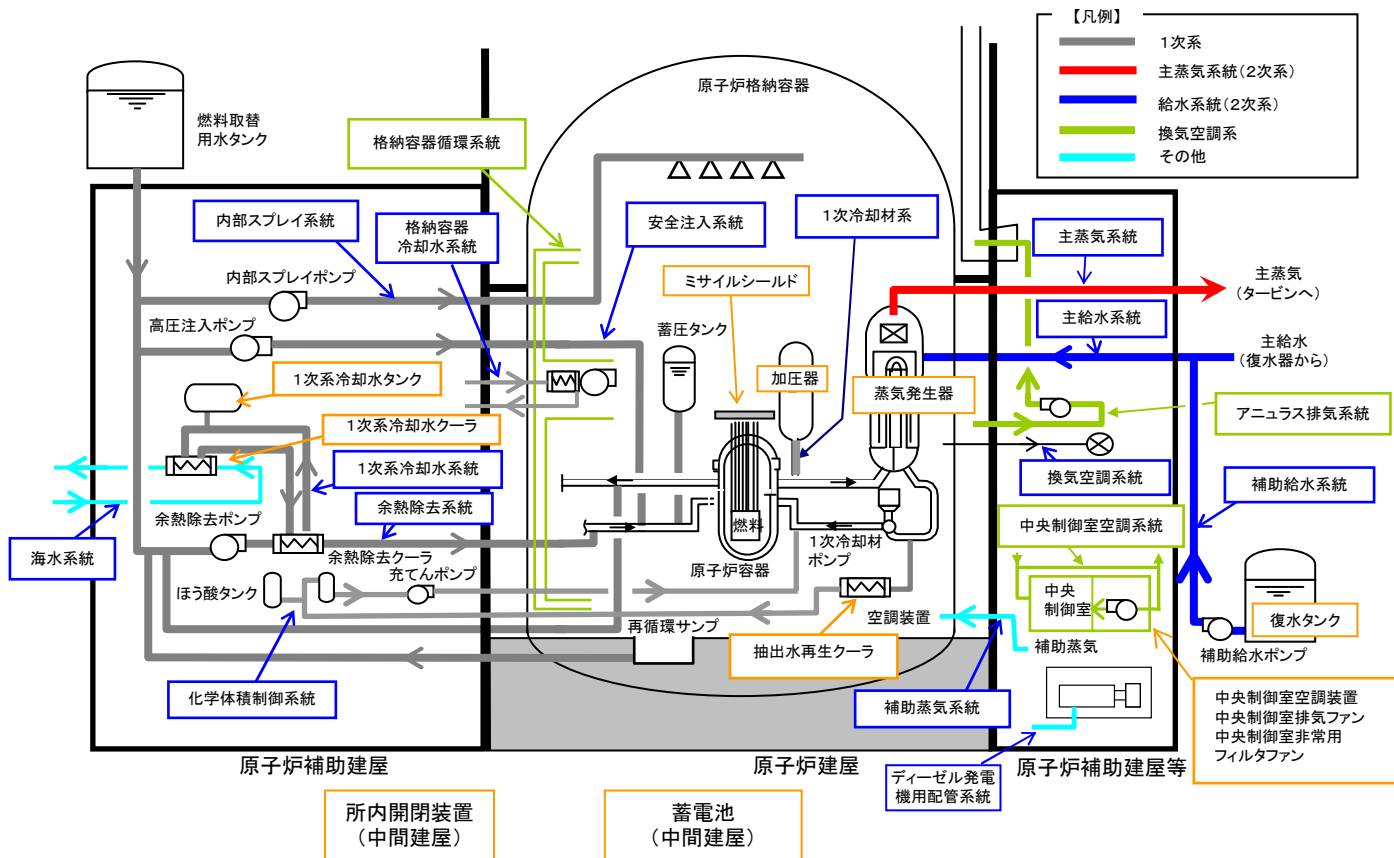 【凡例】
1次系
主蒸気系統(2次系)
給水系統(2次系)
換気空調系
その他
燃料取替
用水タンク
原子炉格納容器
格納容器循環系統
内部スプレイ系統
格納容器
冷却水系統
安全注入系統
1次冷却材系
主蒸気系統
主蒸気
(タービンへ)
内部スプレイポンプ
ミサイルシールド
高圧注入ポンプ
蓄圧タンク
主給水系統
主給水
(復水器から)
1次系冷却水タンク
加圧器
蒸気発生器
アニュラス排気系統
1次系冷却水クーラ
1次系冷却水系統
換気空調系統
補助給水系統
余熱除去ポンプ
余熱除去系統
海水系統
余熱除去クーラ
燃料
1次冷却材
ポンプ
中央制御室空調系統
ほう酸タンク
充てんポンプ
原子炉容器
中央
制御室
復水タンク
再循環サンプ
抽出水再生クーラ
空調装置
補助蒸気
補助給水ポンプ
化学体積制御系統
補助蒸気系統
中央制御室空調装置
中央制御室排気ファン
中央制御室非常用
フィルタファン
原子炉補助建屋
原子炉建屋
原子炉補助建屋等
ディーゼル発電
機用配管系統
所内開閉装置
(中間建屋)
蓄電池
(中間建屋)